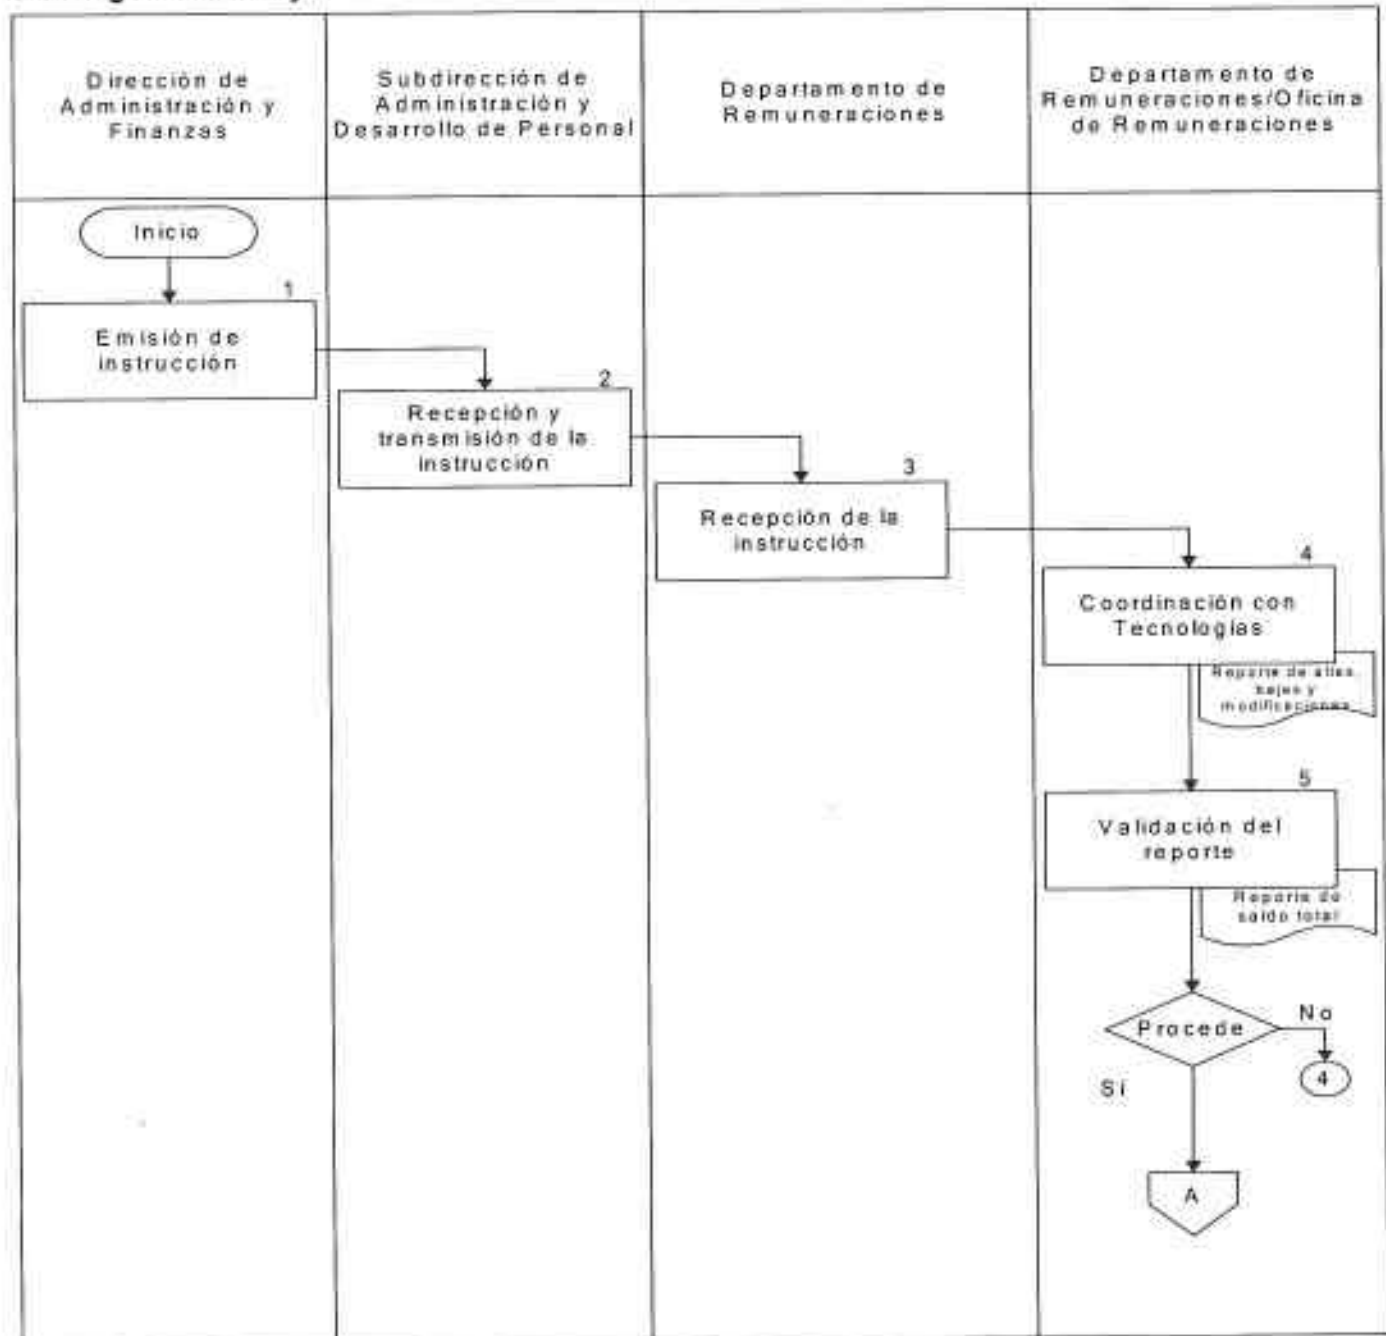 Dirección de
Administración y
Finanzas
Subdirección de
Administración y
Desarrollo de Personal
Departamento de
Remuneraciones
Departamento de
Remuneraciones/Oficina
de Remuneraciones
Inicio
1
Emisión de
instrucción
2
Recepción y
transmisión de la
instrucción
3
Recepción de la
instrucción
4
Coordinación con
Tecnologías
Reporte de altas
bajas y
modificaciones
5
Validación del
reporte
Reporte de
saldo total
Procede
No
4
Sí
A